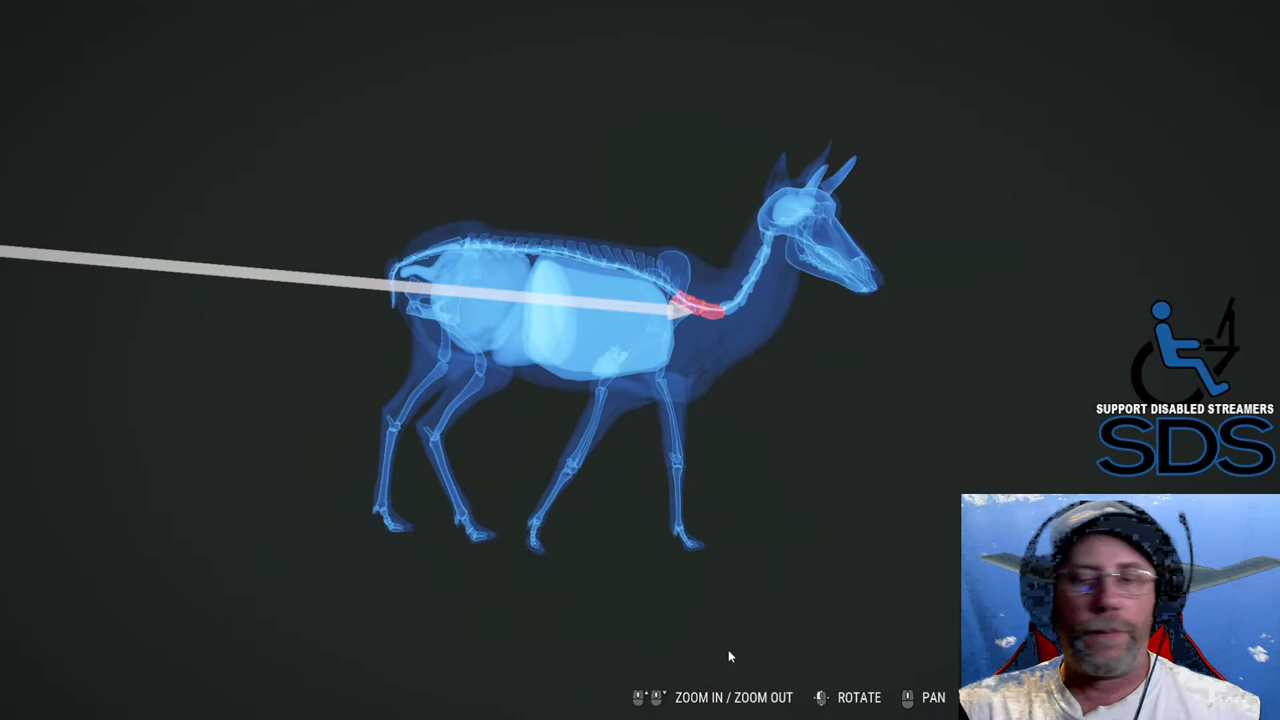 SUPPORT DISABLED STREAMERS
SDS
ZOOM IN / ZOOM OUT
ROTATE
PAN